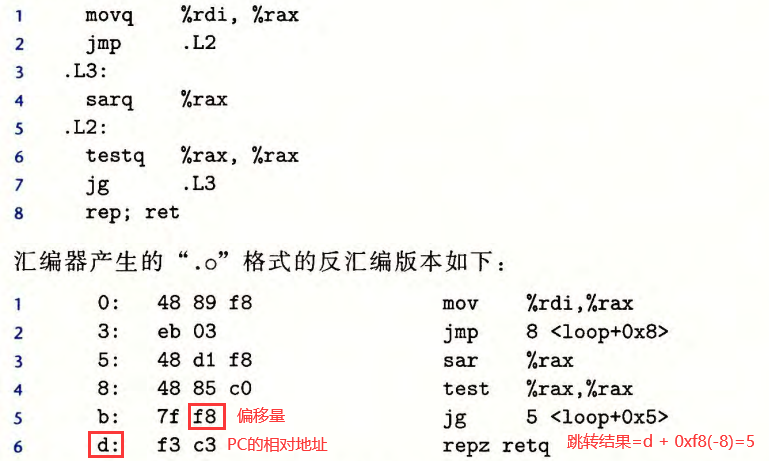 1 movq %rdi, %rax
2 jmp .L2
3 .L3:
4 sarq %rax
5 .L2:
6 testq %rax, %rax
7 jg .L3
8 rep; ret
汇编器产生的“.o”格式的反汇编版本如下：
1 0: 48 89 f8 mov %rdi,%rax
2 3: eb 03 jmp 8 <loop+0x8>
3 5: 48 d1 f8 sar %rax
4 8: 48 85 c0 test %rax,%rax
5 b: 7f f8 偏移量 jg 5 <loop+0x5>
6 d: f3 c3 PC的相对地址 repz retq 跳转结果=d + 0xf8(-8)=5